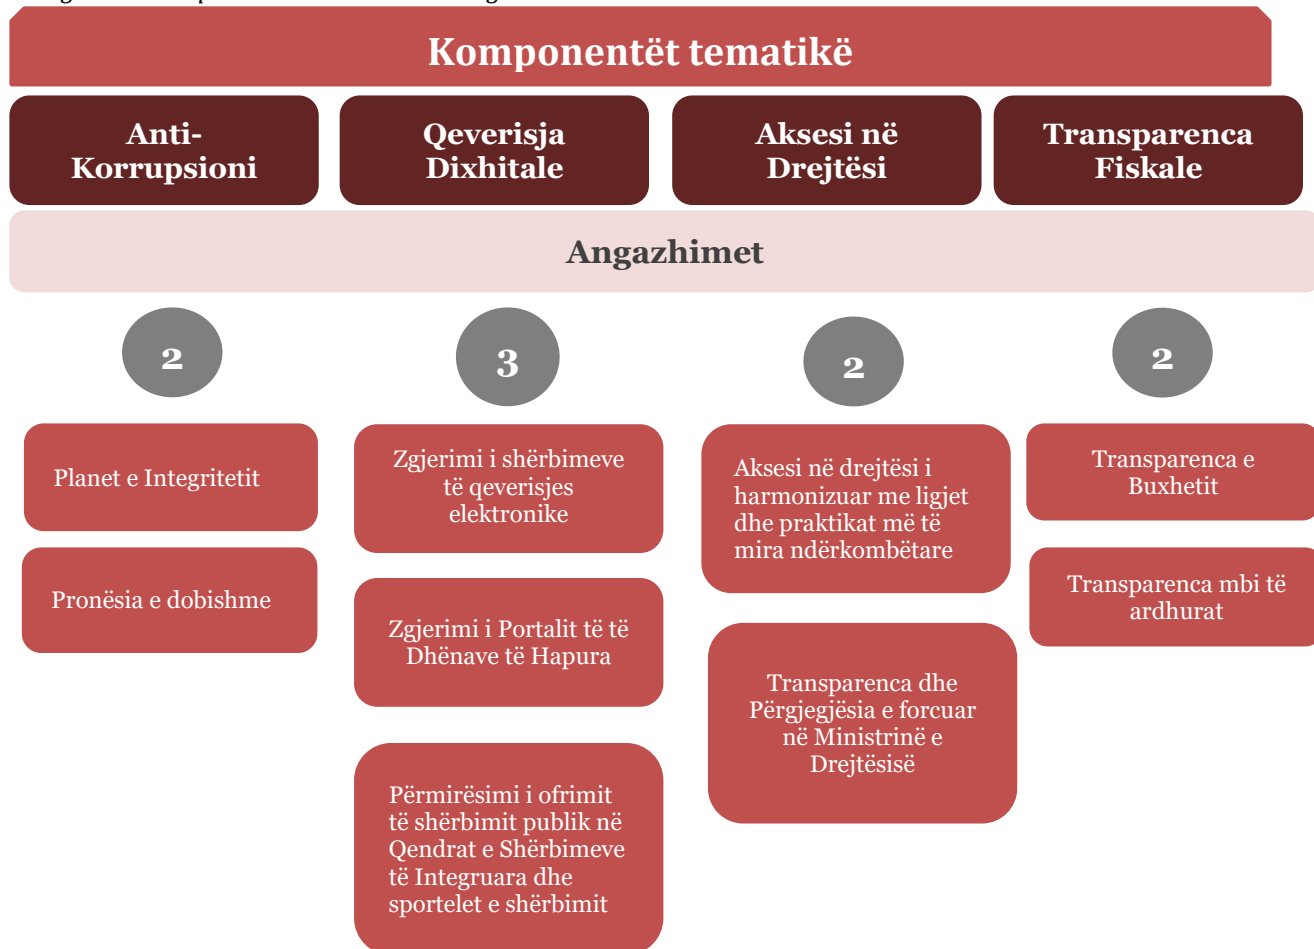 Komponentët tematikë
Anti-
Korrupsioni
Qeverisja
Dixhitale
Aksesi në
Drejtësi
Transparenca
Fiskale
Angazhimet
2
3
2
2
Planet e Integritetit
Pronësia e dobishme
Zgjerimi i shërbimeve
të qeverisjes
elektronike
Zgjerimi i Portalit të të
Dhënave të Hapura
Përmirësimi i ofrimit
të shërbimit publik në
Qendrat e Shërbimeve
të Integruara dhe
sportelet e shërbimit
Aksesi në drejtësi i
harmonizuar me ligjet
dhe praktikat më të
mira ndërkombëtare
Transparenca dhe
Përgjegjësia e forcuar
në Ministrinë e
Drejtësisë
Transparenca e
Buxhetit
Transparenca mbi të
ardhurat